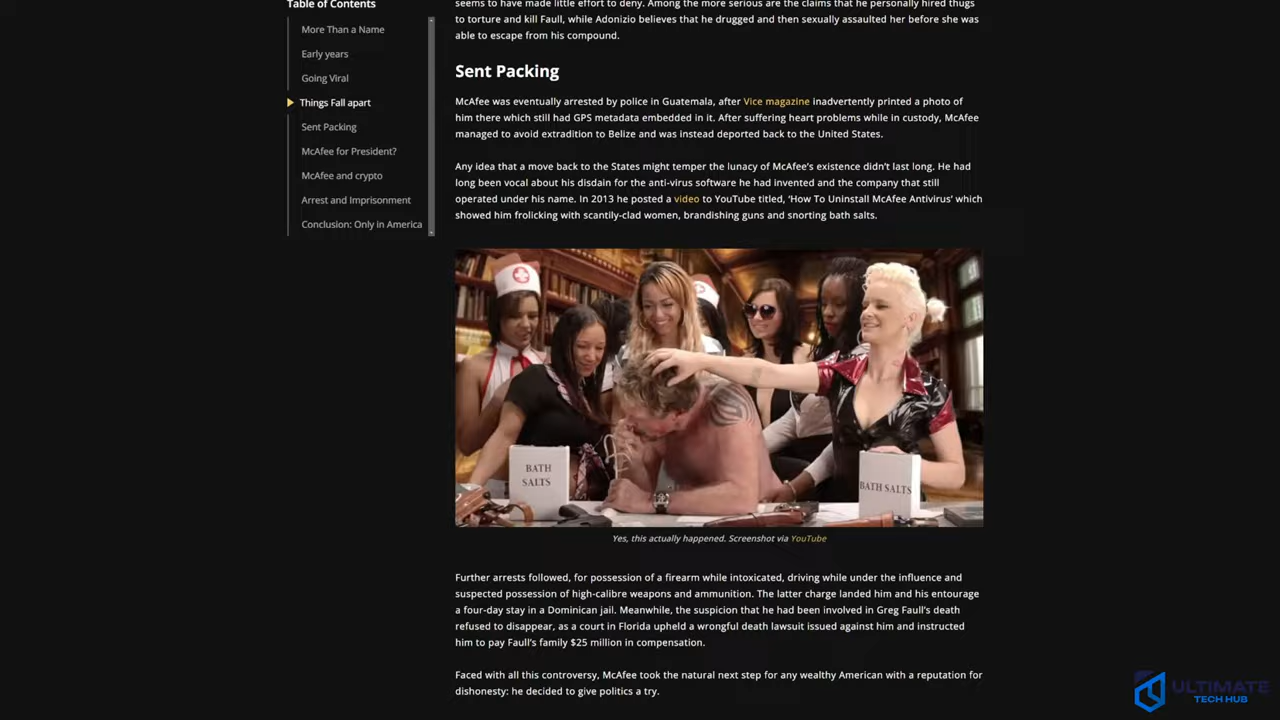 Table of Contents
More Than a Name
Early years
Going Viral
Things Fall apart
Sent Packing
McAfee for President?
McAfee and crypto
Arrest and Imprisonment
Conclusion: Only in America
seems to have made little effort to deny. Among the more serious are the claims that he personally hired thugs
to torture and kill Faull, while Adonizio believes that he drugged and then sexually assaulted her before she was
able to escape from his compound.
Sent Packing
McAfee was eventually arrested by police in Guatemala, after Vice magazine inadvertently printed a photo of
him there which still had GPS metadata embedded in it. After suffering heart problems while in custody, McAfee
managed to avoid extradition to Belize and was instead deported back to the United States.
Any idea that a move back to the States might temper the lunacy of McAfee's existence didn't last long. He had
long been vocal about his disdain for the anti-virus software he had invented and the company that still
operated under his name. In 2013 he posted a video to YouTube titled, 'How To Uninstall McAfee Antivirus' which
showed him frolicking with scantily-clad women, brandishing guns and snorting bath salts.
BATH
SALTS
BATH SALTS
Yes, this actually happened. Screenshot via YouTube
Further arrests followed, for possession of a firearm while intoxicated, driving while under the influence and
suspected possession of high-calibre weapons and ammunition. The latter charge landed him and his entourage
a four-day stay in a Dominican jail. Meanwhile, the suspicion that he had been involved in Greg Faull's death
refused to disappear, as a court in Florida upheld a wrongful death lawsuit issued against him and instructed
him to pay Faull's family $25 million in compensation.
Faced with all this controversy, McAfee took the natural next step for any wealthy American with a reputation for
dishonesty: he decided to give politics a try.
ULTIMATE
TECH HUB